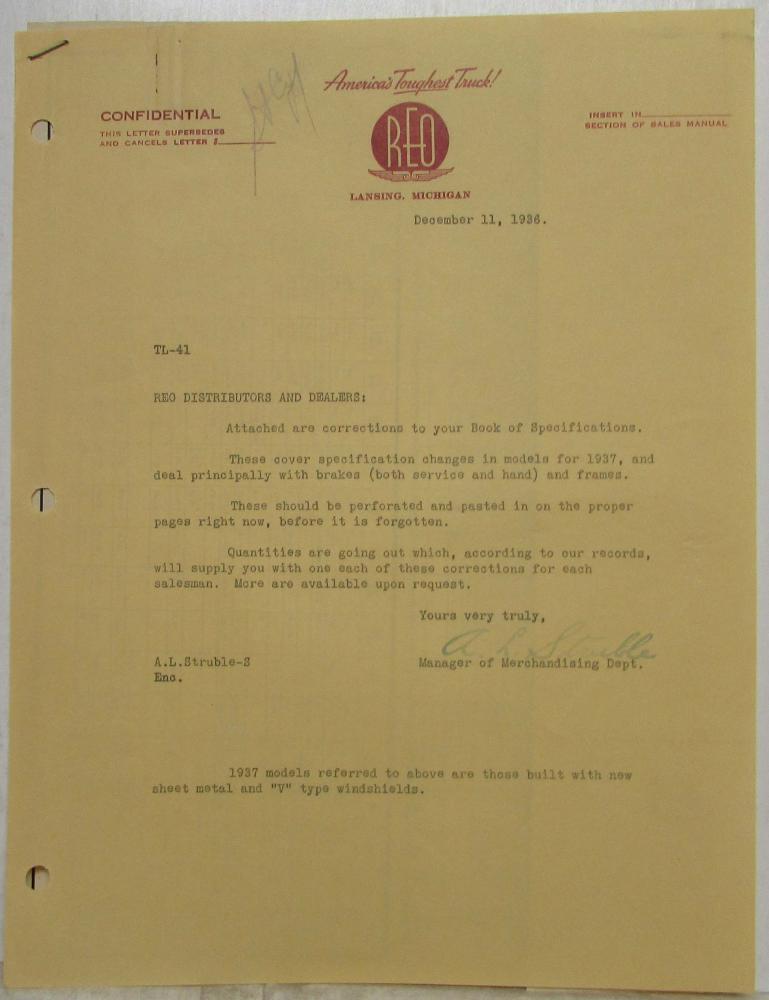 America's Toughest Truck!
CONFIDENTIAL
THIS LETTER SUPERSEDES
AND CANCELS LETTER #
REO
INSERT IN
SECTION OF SALES MANUAL
LANSING, MICHIGAN
December 11, 1936.
TL-41
REO DISTRIBUTORS AND DEALERS:
Attached are corrections to your Book of Specifications.
These cover specification changes in models for 1937, and
deal principally with brakes (both service and hand) and frames.
These should be perforated and pasted in on the proper
pages right now, before it is forgotten.
Quantities are going out which, according to our records,
will supply you with one each of these corrections for each
salesman. More are available upon request.
Yours very truly,
A. L. Struble
A.L.Struble-S
Manager of Merchandising Dept.
Enc.
1937 models referred to above are those built with new
sheet metal and "V" type windshields.